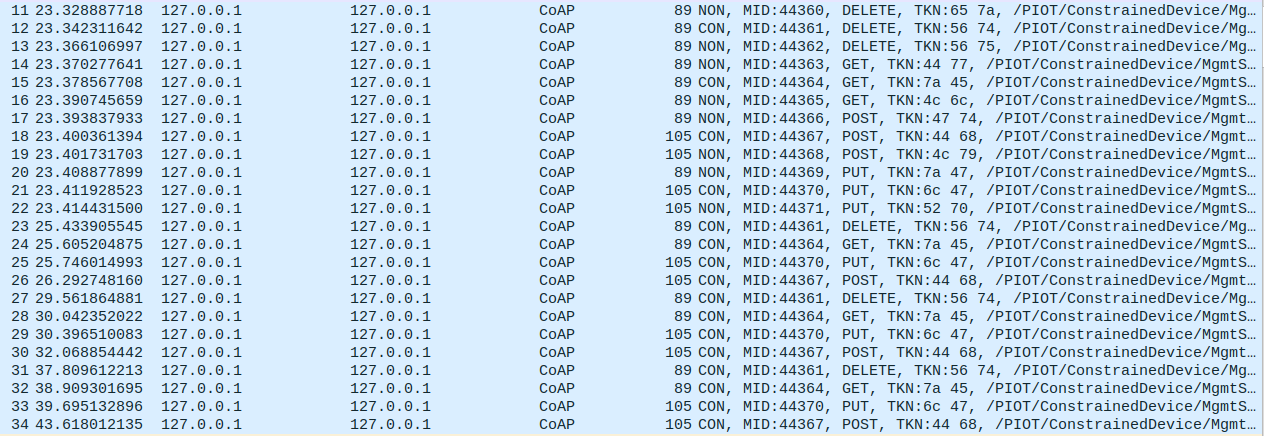 11 23.328887718 127.0.0.1 127.0.0.1 CoAP 89 NON, MID:44360, DELETE, TKN:65 7a, /PIOT/ConstrainedDevice/Mg…
12 23.342311642 127.0.0.1 127.0.0.1 CoAP 89 CON, MID:44361, DELETE, TKN:56 74, /PIOT/ConstrainedDevice/Mg…
13 23.366106997 127.0.0.1 127.0.0.1 CoAP 89 NON, MID:44362, DELETE, TKN:56 75, /PIOT/ConstrainedDevice/Mg…
14 23.370277641 127.0.0.1 127.0.0.1 CoAP 89 NON, MID:44363, GET, TKN:44 77, /PIOT/ConstrainedDevice/MgmtS…
15 23.378567708 127.0.0.1 127.0.0.1 CoAP 89 CON, MID:44364, GET, TKN:7a 45, /PIOT/ConstrainedDevice/MgmtS…
16 23.390745659 127.0.0.1 127.0.0.1 CoAP 89 NON, MID:44365, GET, TKN:4c 6c, /PIOT/ConstrainedDevice/MgmtS…
17 23.393837933 127.0.0.1 127.0.0.1 CoAP 89 NON, MID:44366, POST, TKN:47 74, /PIOT/ConstrainedDevice/Mgmt…
18 23.400361394 127.0.0.1 127.0.0.1 CoAP 105 CON, MID:44367, POST, TKN:44 68, /PIOT/ConstrainedDevice/Mgmt…
19 23.401731703 127.0.0.1 127.0.0.1 CoAP 105 NON, MID:44368, POST, TKN:4c 79, /PIOT/ConstrainedDevice/Mgmt…
20 23.408877899 127.0.0.1 127.0.0.1 CoAP 89 NON, MID:44369, PUT, TKN:7a 47, /PIOT/ConstrainedDevice/MgmtS…
21 23.411928523 127.0.0.1 127.0.0.1 CoAP 105 CON, MID:44370, PUT, TKN:6c 47, /PIOT/ConstrainedDevice/MgmtS…
22 23.414431500 127.0.0.1 127.0.0.1 CoAP 105 NON, MID:44371, PUT, TKN:52 70, /PIOT/ConstrainedDevice/MgmtS…
23 25.433905545 127.0.0.1 127.0.0.1 CoAP 89 CON, MID:44361, DELETE, TKN:56 74, /PIOT/ConstrainedDevice/Mg…
24 25.605204875 127.0.0.1 127.0.0.1 CoAP 89 CON, MID:44364, GET, TKN:7a 45, /PIOT/ConstrainedDevice/MgmtS…
25 25.746014993 127.0.0.1 127.0.0.1 CoAP 105 CON, MID:44370, PUT, TKN:6c 47, /PIOT/ConstrainedDevice/MgmtS…
26 26.292748160 127.0.0.1 127.0.0.1 CoAP 105 CON, MID:44367, POST, TKN:44 68, /PIOT/ConstrainedDevice/Mgmt…
27 29.561864881 127.0.0.1 127.0.0.1 CoAP 89 CON, MID:44361, DELETE, TKN:56 74, /PIOT/ConstrainedDevice/Mg…
28 30.042352022 127.0.0.1 127.0.0.1 CoAP 89 CON, MID:44364, GET, TKN:7a 45, /PIOT/ConstrainedDevice/MgmtS…
29 30.396510083 127.0.0.1 127.0.0.1 CoAP 105 CON, MID:44370, PUT, TKN:6c 47, /PIOT/ConstrainedDevice/MgmtS…
30 32.068854442 127.0.0.1 127.0.0.1 CoAP 105 CON, MID:44367, POST, TKN:44 68, /PIOT/ConstrainedDevice/Mgmt…
31 37.809612213 127.0.0.1 127.0.0.1 CoAP 89 CON, MID:44361, DELETE, TKN:56 74, /PIOT/ConstrainedDevice/Mg…
32 38.909301695 127.0.0.1 127.0.0.1 CoAP 89 CON, MID:44364, GET, TKN:7a 45, /PIOT/ConstrainedDevice/MgmtS…
33 39.695132896 127.0.0.1 127.0.0.1 CoAP 105 CON, MID:44370, PUT, TKN:6c 47, /PIOT/ConstrainedDevice/MgmtS…
34 43.618012135 127.0.0.1 127.0.0.1 CoAP 105 CON, MID:44367, POST, TKN:44 68, /PIOT/ConstrainedDevice/Mgmt…